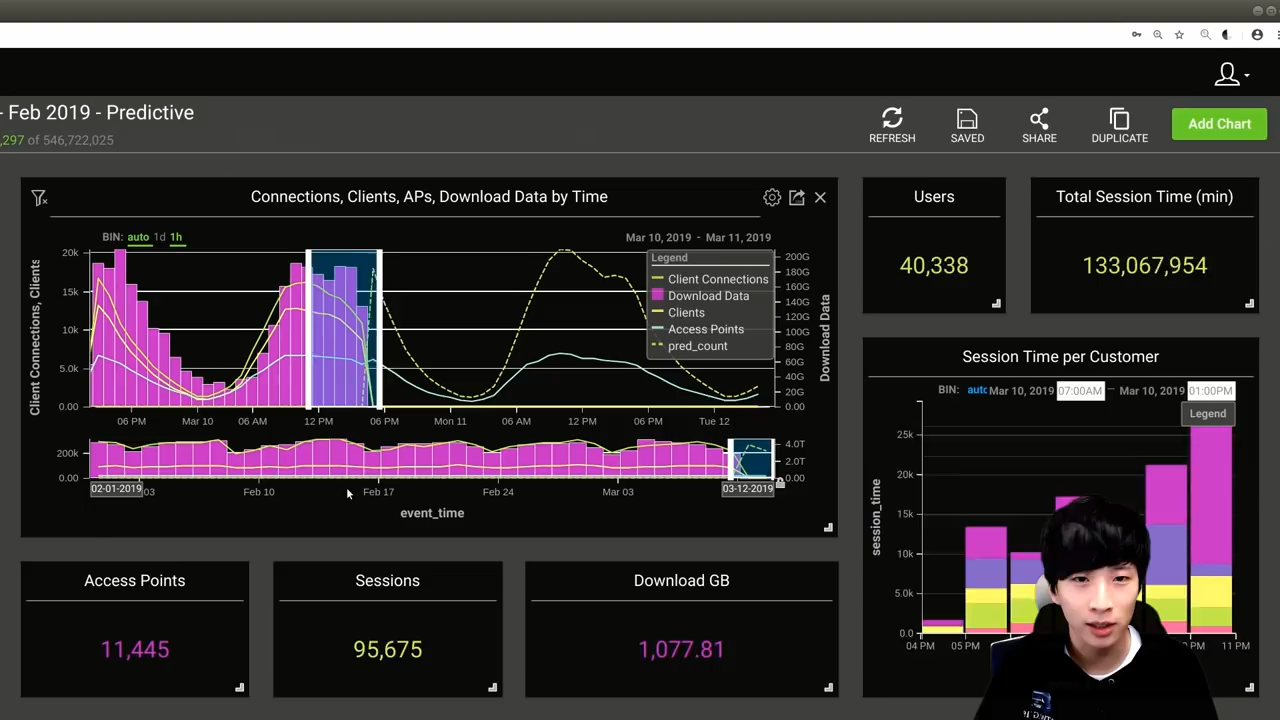 - Feb 2019 - Predictive
,297 of 546,722,025
REFRESH
SAVED
SHARE
DUPLICATE
Add Chart
Connections, Clients, APs, Download Data by Time
BIN: auto 1d 1h
Mar 10, 2019 - Mar 11, 2019
Legend
Client Connections
Download Data
Clients
Access Points
pred_count
Client Connections, Clients
20k
15k
10k
5.0k
0.00
200G
180G
160G
140G
120G
100G
80G
60G
40G
20G
0.00
Download Data
06 PM
Mar 10
06 AM
12 PM
06 PM
Mon 11
06 AM
12 PM
06 PM
Tue 12
200k
0.00
4.0T
2.0T
0.00
02-01-2019
03
Feb 10
Feb 17
Feb 24
Mar 03
03-12-2019
event_time
Users
40,338
Total Session Time (min)
133,067,954
Session Time per Customer
BIN: auto Mar 10, 2019 07:00AM — Mar 10, 2019 01:00PM
Legend
session_time
25k
20k
15k
10k
5.0k
0.0
04 PM
05 PM
PM
11 PM
Access Points
11,445
Sessions
95,675
Download GB
1,077.81